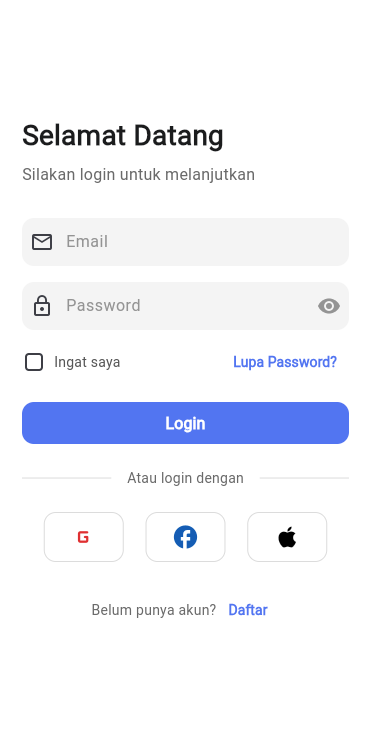 Selamat Datang
Silakan login untuk melanjutkan
Email
Password
Ingat saya
Lupa Password?
Login
Atau login dengan
G
Belum punya akun? Daftar